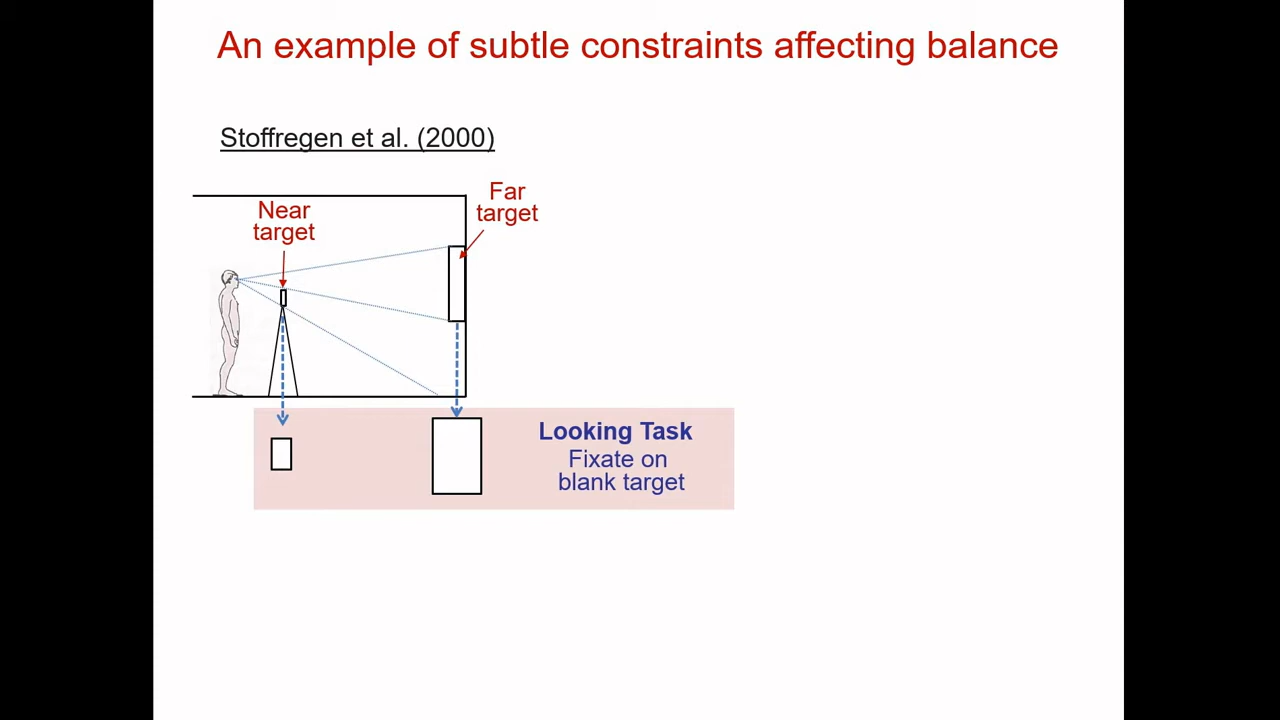 An example of subtle constraints affecting balance
Stoffregen et al. (2000)
Near
target
Far
target
Looking Task
Fixate on
blank target